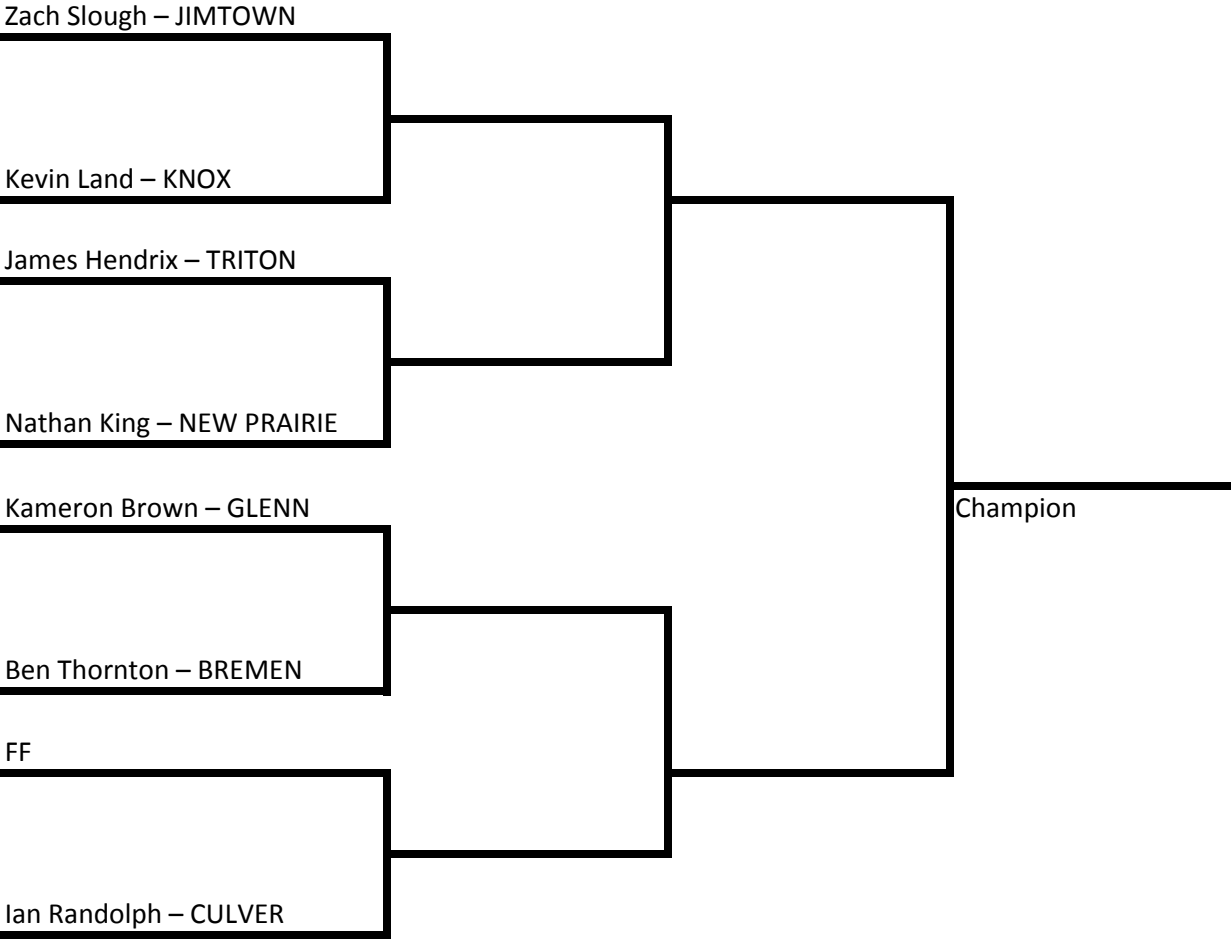 Zach Slough – JIMTOWN
Kevin Land – KNOX
James Hendrix – TRITON
Nathan King – NEW PRAIRIE
Kameron Brown – GLENN
Champion
Ben Thornton – BREMEN
FF
Ian Randolph – CULVER